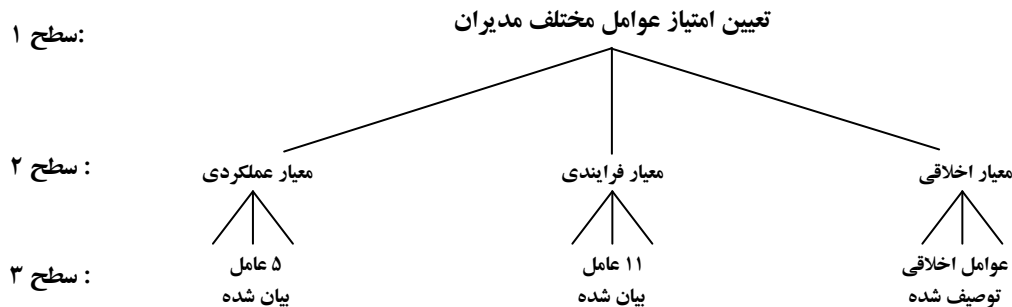 تعیین امتیاز عوامل مختلف مدیران
سطح ۱:
سطح ۲ :
معیار اخلاقی
معیار فرایندی
معیار عملکردی
سطح ۳ :
عوامل اخلاقی
توصیف شده
۱۱ عامل
بیان شده
۵ عامل
بیان شده